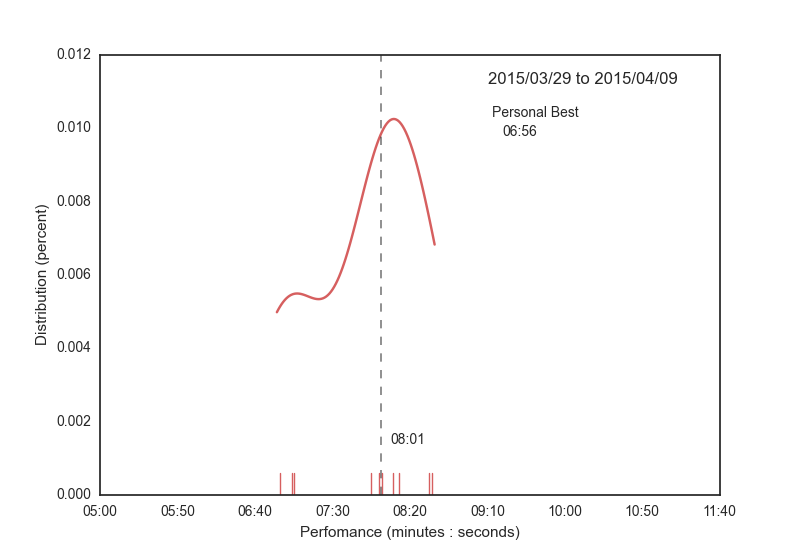 0.012
2015/03/29 to 2015/04/09
Personal Best
06:56
0.010
0.008
0.006
0.004
0.002
0.000
Distribution (percent)
08:01
05:00 05:50 06:40 07:30 08:20 09:10 10:00 10:50 11:40
Perfomance (minutes : seconds)